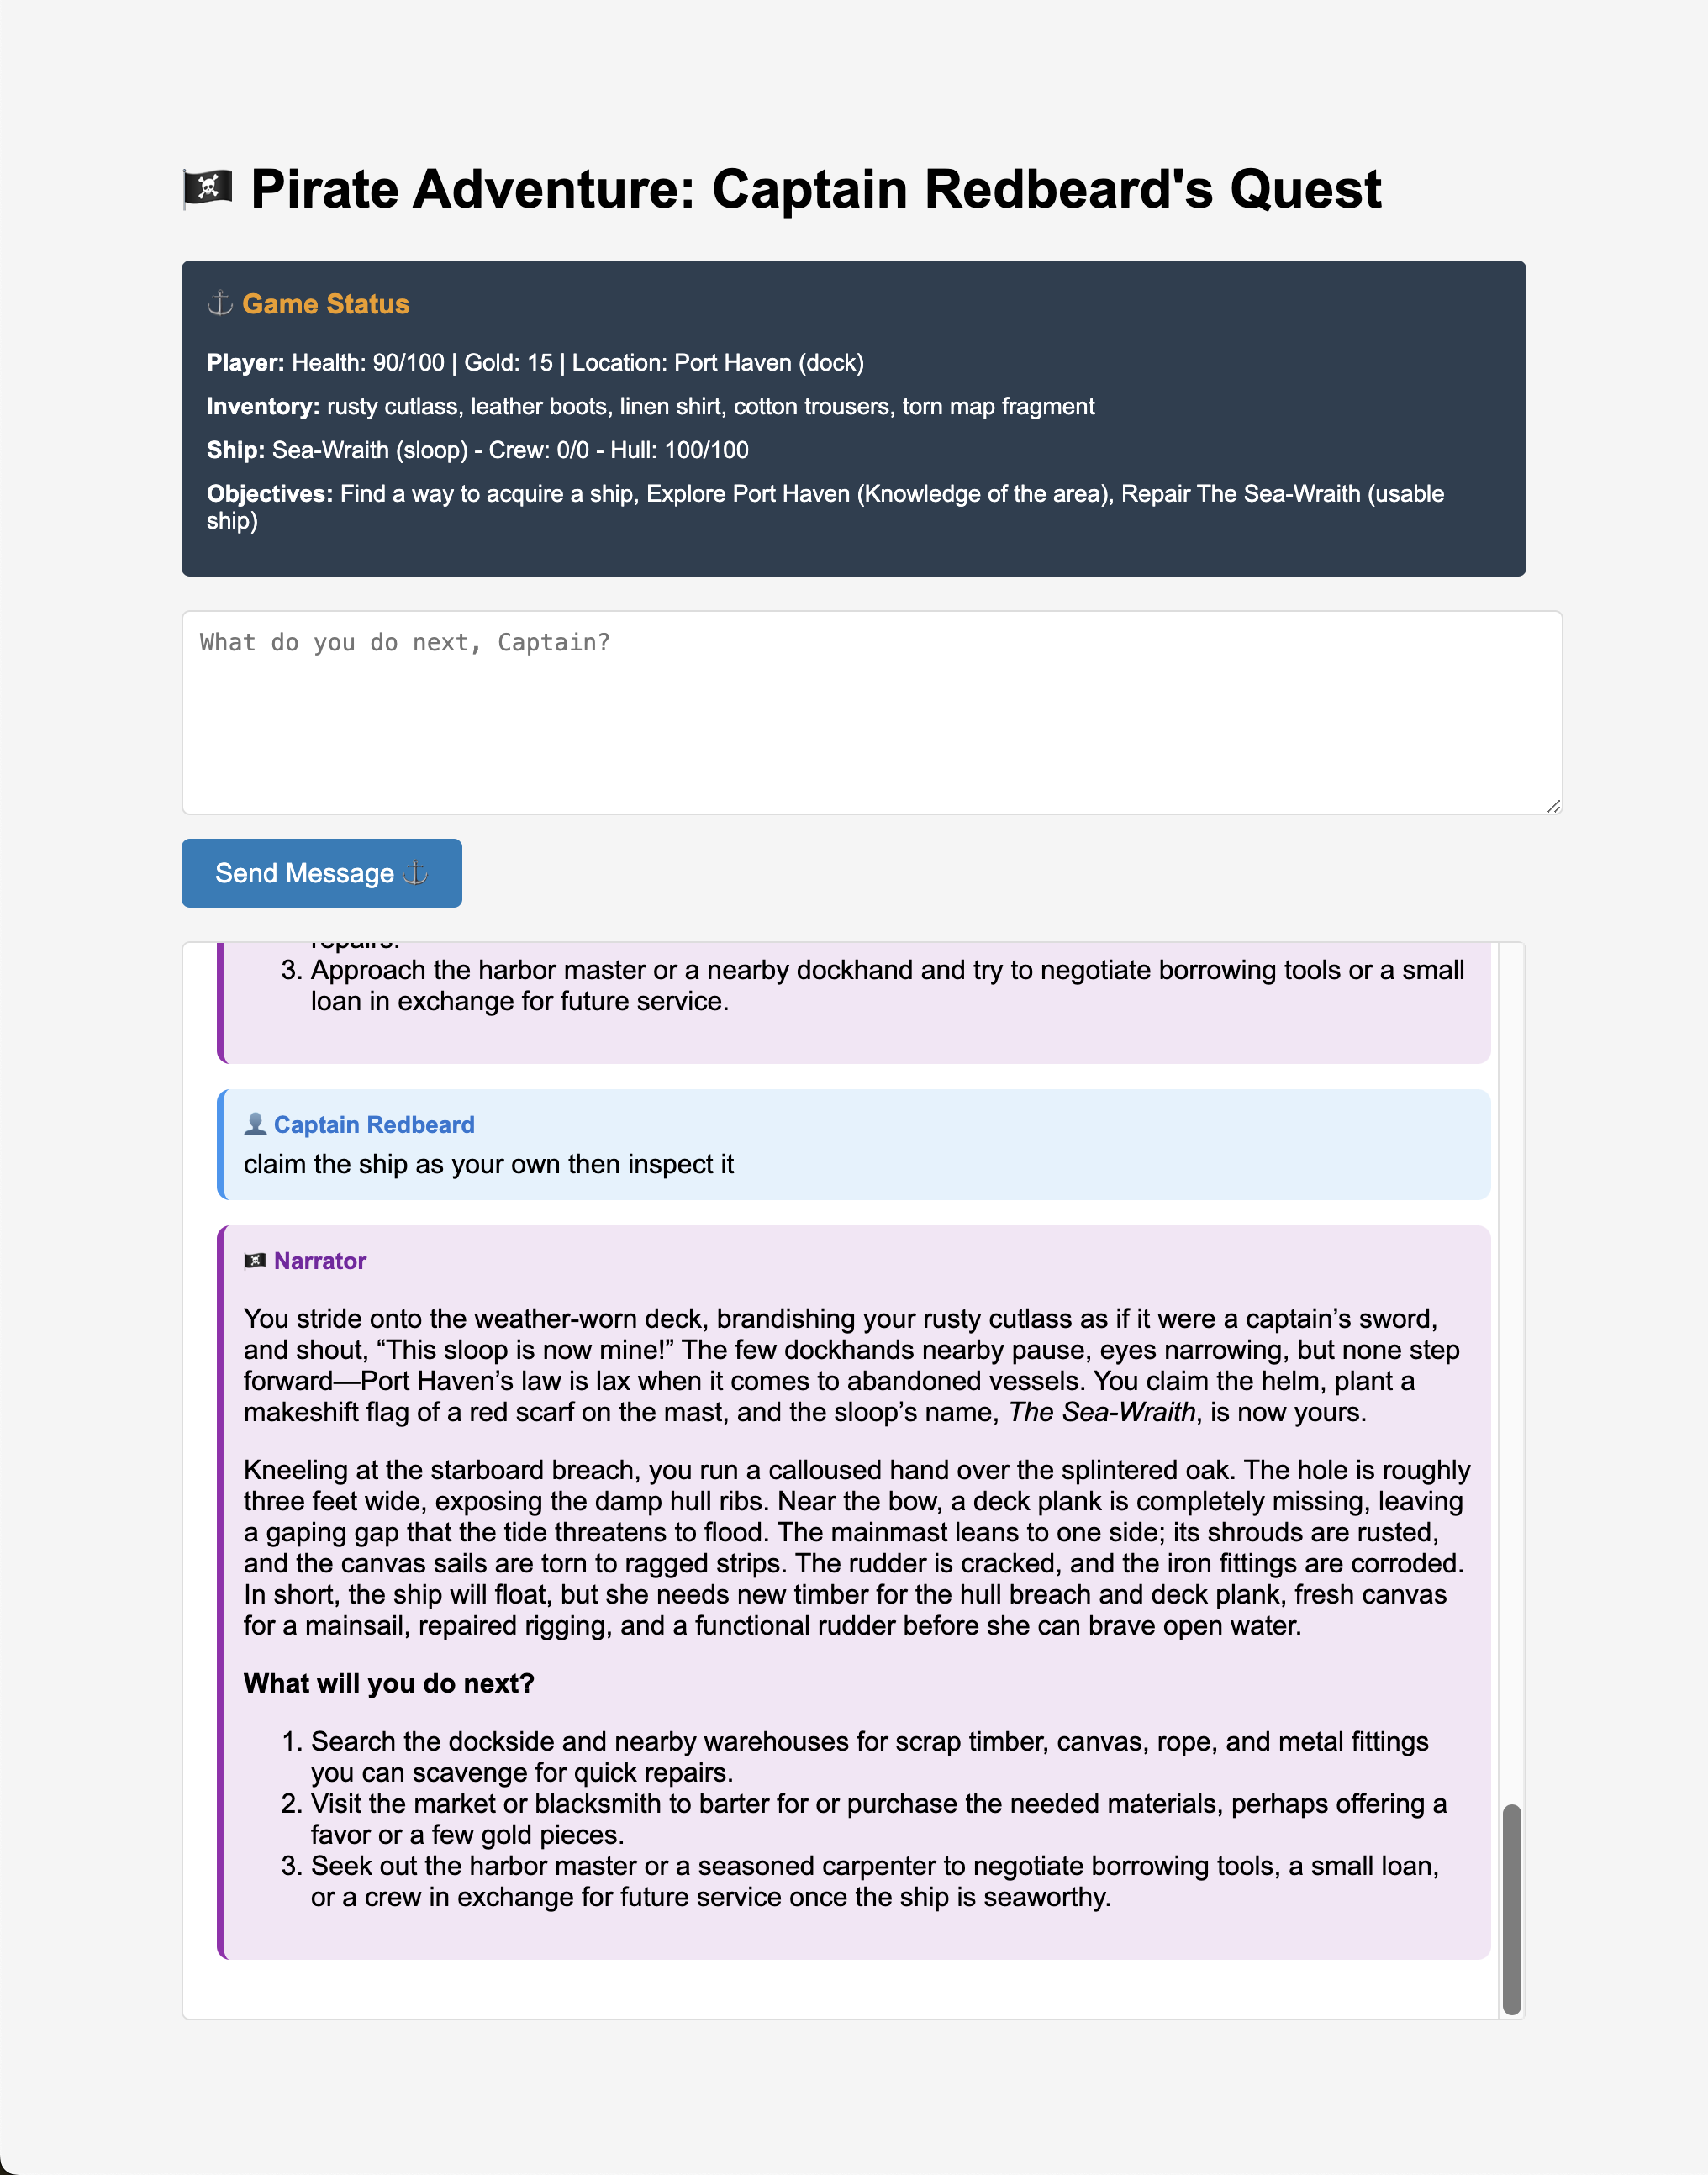 🏴‍☠️ Pirate Adventure: Captain Redbeard's Quest
⚓ Game Status
Player: Health: 90/100 | Gold: 15 | Location: Port Haven (dock)
Inventory: rusty cutlass, leather boots, linen shirt, cotton trousers, torn map fragment
Ship: Sea-Wraith (sloop) - Crew: 0/0 - Hull: 100/100
Objectives: Find a way to acquire a ship, Explore Port Haven (Knowledge of the area), Repair The Sea-Wraith (usable
ship)
What do you do next, Captain?
Send Message ⚓
repairs.
3. Approach the harbor master or a nearby dockhand and try to negotiate borrowing tools or a small
loan in exchange for future service.
👤 Captain Redbeard
claim the ship as your own then inspect it
🏴‍☠️ Narrator
You stride onto the weather-worn deck, brandishing your rusty cutlass as if it were a captain’s sword,
and shout, “This sloop is now mine!” The few dockhands nearby pause, eyes narrowing, but none step
forward—Port Haven’s law is lax when it comes to abandoned vessels. You claim the helm, plant a
makeshift flag of a red scarf on the mast, and the sloop’s name, The Sea-Wraith, is now yours.
Kneeling at the starboard breach, you run a calloused hand over the splintered oak. The hole is roughly
three feet wide, exposing the damp hull ribs. Near the bow, a deck plank is completely missing, leaving
a gaping gap that the tide threatens to flood. The mainmast leans to one side; its shrouds are rusted,
and the canvas sails are torn to ragged strips. The rudder is cracked, and the iron fittings are corroded.
In short, the ship will float, but she needs new timber for the hull breach and deck plank, fresh canvas
for a mainsail, repaired rigging, and a functional rudder before she can brave open water.
What will you do next?
1. Search the dockside and nearby warehouses for scrap timber, canvas, rope, and metal fittings
you can scavenge for quick repairs.
2. Visit the market or blacksmith to barter for or purchase the needed materials, perhaps offering a
favor or a few gold pieces.
3. Seek out the harbor master or a seasoned carpenter to negotiate borrowing tools, a small loan,
or a crew in exchange for future service once the ship is seaworthy.